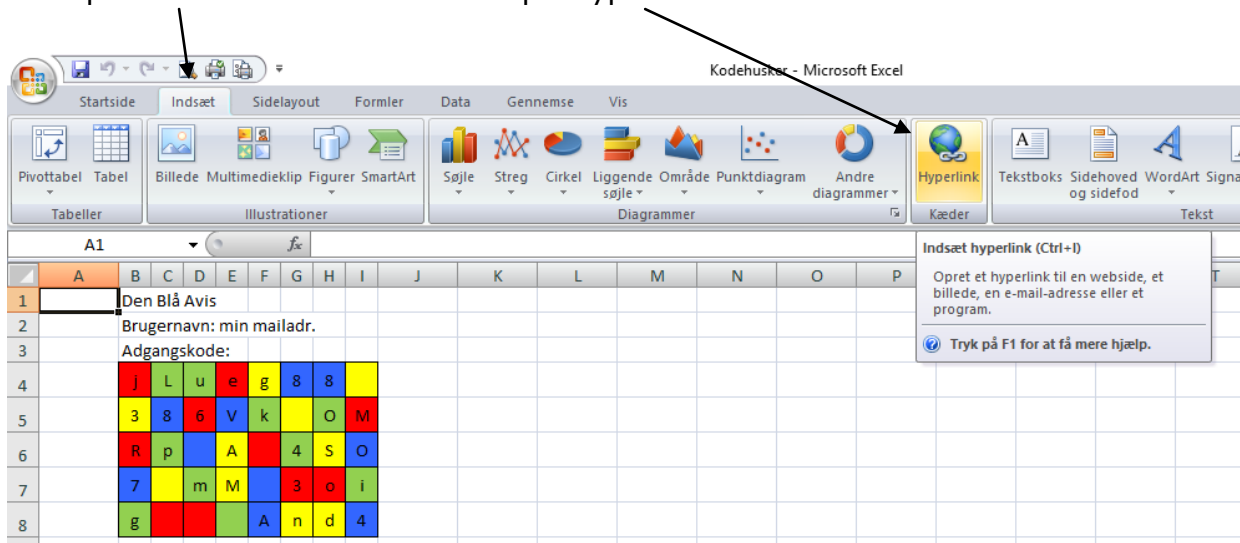 Kodehusker - Microsoft Excel
Startside Indsæt Sidelayout Formler Data Gennemse Vis
Pivottabel Tabel Billede Multimedieklip Figurer SmartArt Søjle Streg Cirkel Liggende søjle Område Punktdiagram Andre diagrammer Hyperlink Tekstboks Sidehoved og sidefod WordArt
Tabeller Illustrationer Diagrammer Kæder Tekst
A1 fx
Indsæt hyperlink (Ctrl+I)
Opret et hyperlink til en webside, et
billede, en e-mail-adresse eller et
program.
Tryk på F1 for at få mere hjælp.
A B C D E F G H I J K L M N O P T
1 Den Blå Avis
2 Brugernavn: min mailadr.
3 Adgangskode:
4 j L u e g 8 8
5 3 8 6 V k O M
6 R p A 4 S O
7 7 m M 3 o i
8 g A n d 4